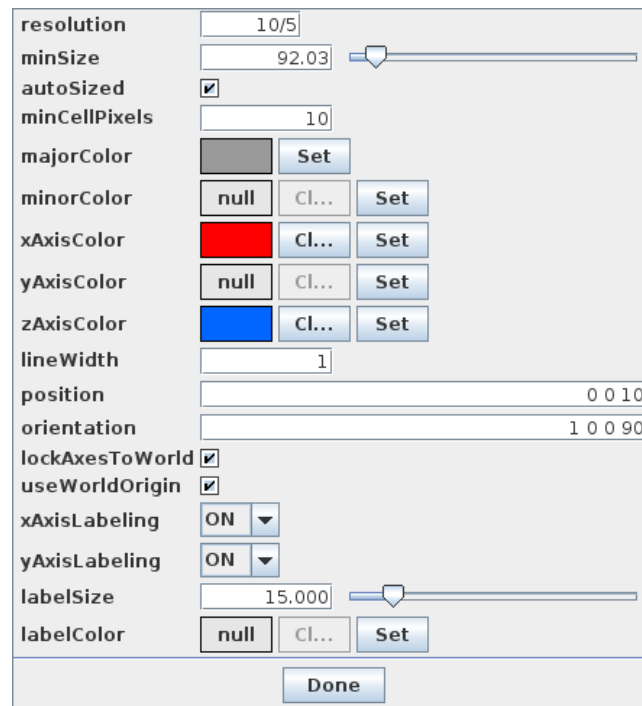 resolution 10/5
minSize 92.03
autoSized
minCellPixels 10
majorColor Set
minorColor null Cl... Set
xAxisColor Cl... Set
yAxisColor null Cl... Set
zAxisColor Cl... Set
lineWidth 1
position 0 0 10
orientation 1 0 0 90
lockAxesToWorld
useWorldOrigin
xAxisLabeling ON
yAxisLabeling ON
labelSize 15.000
labelColor null Cl... Set
Done